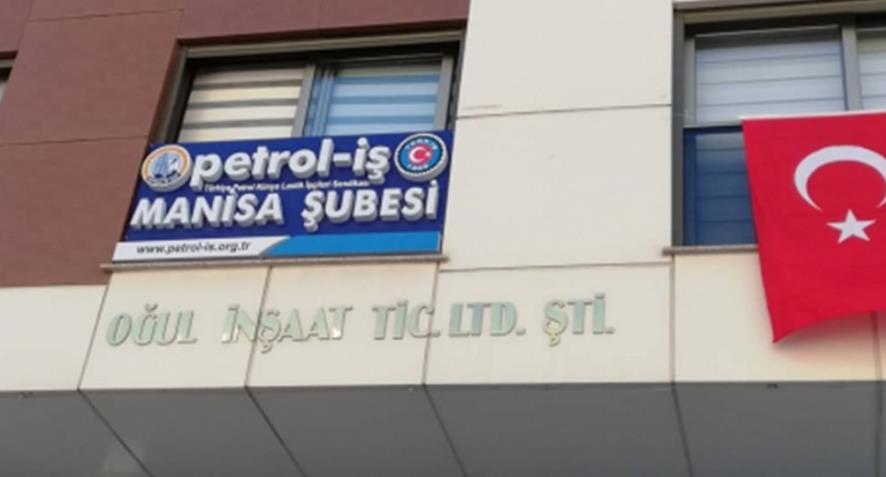 petrol-iş
Türkiye Petrol Kimya Lastik İşçileri Sendikası
MANİSA ŞUBESİ
www.petrol-is.org.tr
OĞUL İNŞAAT TİC. LTD. ŞTİ.